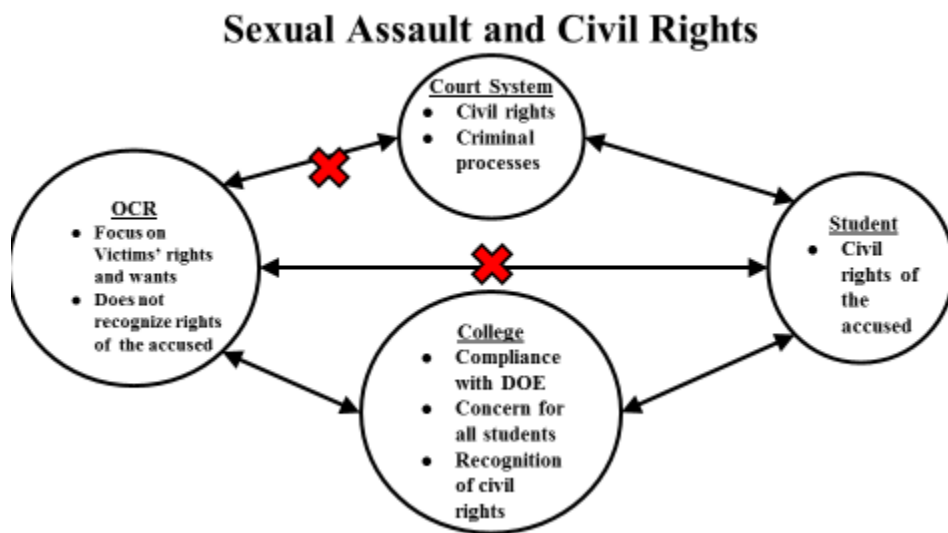 Sexual Assault and Civil Rights
Court System
● Civil rights
● Criminal
processes
OCR
● Focus on
Victims' rights
and wants
● Does not
recognize rights
of the accused
Student
● Civil
rights of
the
accused
College
● Compliance
with DOE
● Concern for
all students
● Recognition
of civil
rights